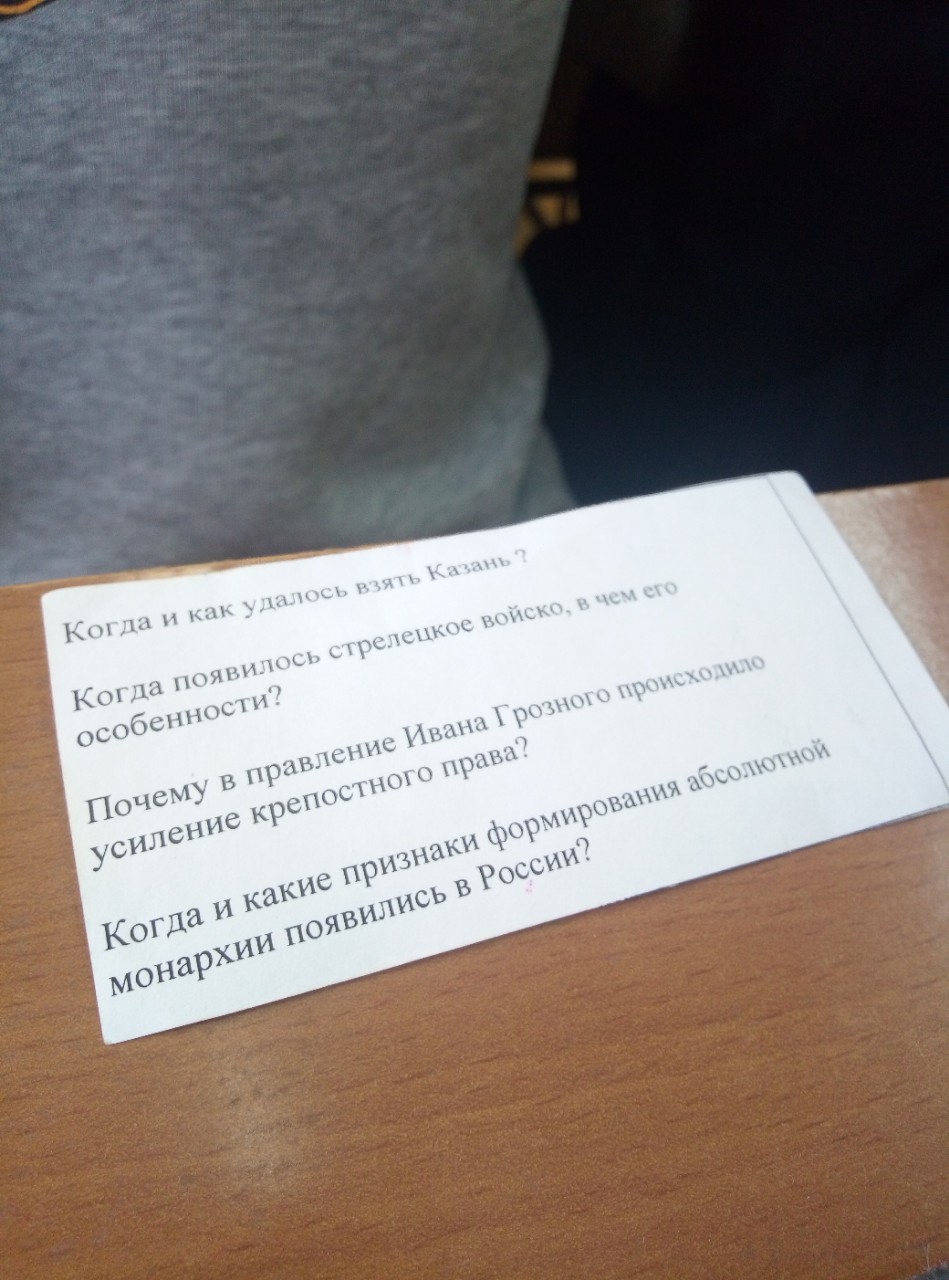 Когда и как удалось взять Казань ?
Когда появилось стрелецкое войско, в чем его
особенности?
Почему в правление Ивана Грозного происходило
усиление крепостного права?
Когда и какие признаки формирования абсолютной
монархии появились в России?